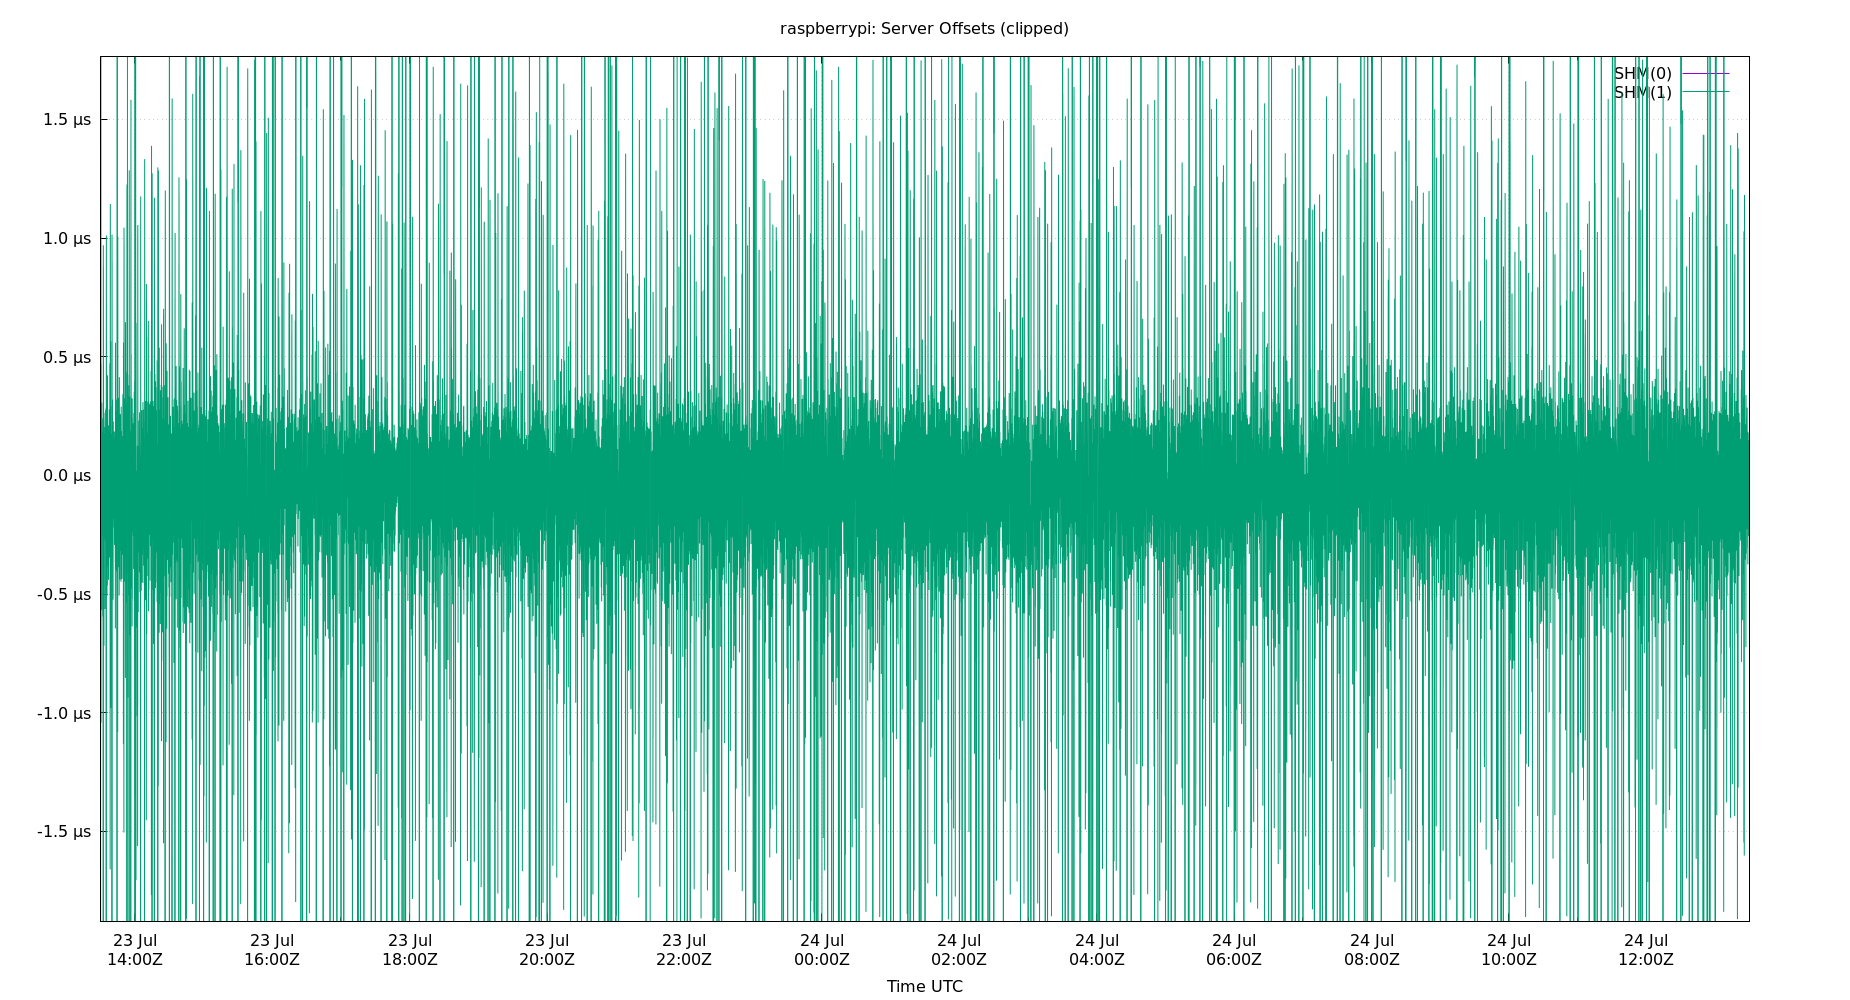 raspberrypi: Server Offsets (clipped)
SHM(0)
SHM(1)
1.5 µs
1.0 µs
0.5 µs
0.0 µs
-0.5 µs
-1.0 µs
-1.5 µs
23 Jul 23 Jul 23 Jul 23 Jul 23 Jul 24 Jul 24 Jul 24 Jul 24 Jul 24 Jul 24 Jul 24 Jul
14:00Z 16:00Z 18:00Z 20:00Z 22:00Z 00:00Z 02:00Z 04:00Z 06:00Z 08:00Z 10:00Z 12:00Z
Time UTC